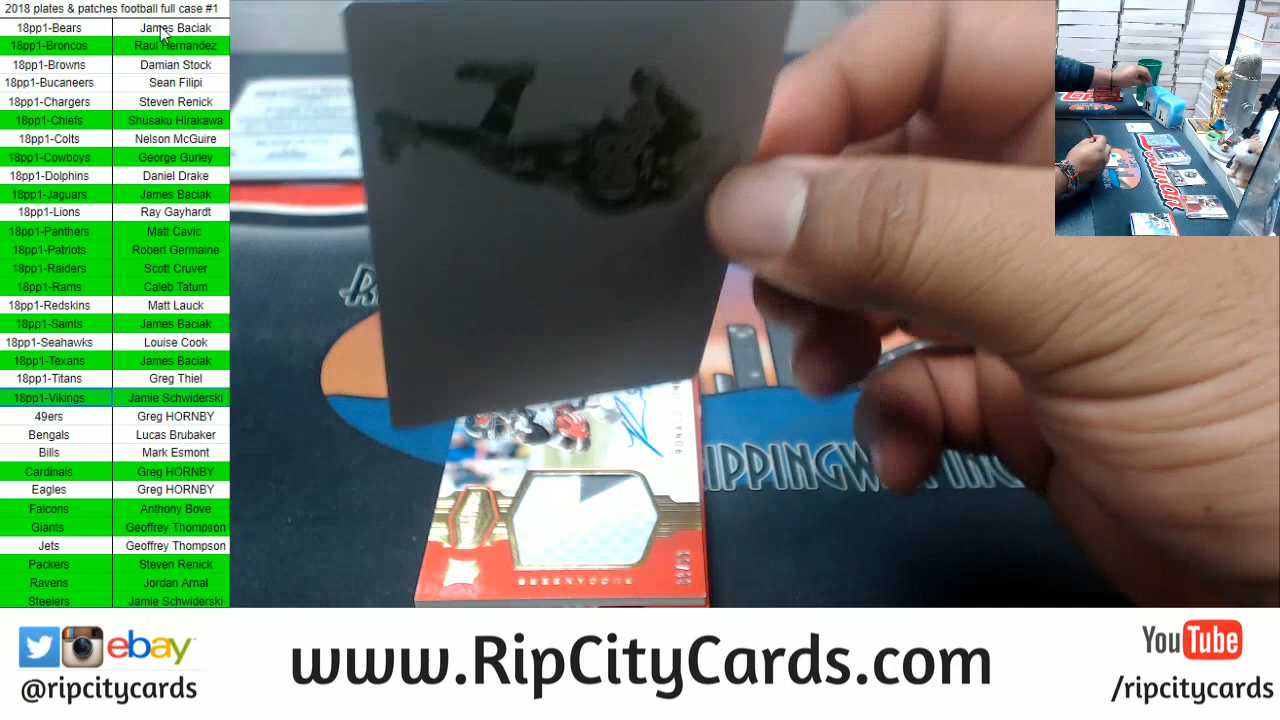 2018 plates & patches football full case #1
18pp1-Bears James Baciak
18pp1-Broncos Raul Hernandez
18pp1-Browns Damian Stock
18pp1-Bucaneers Sean Filipi
18pp1-Chargers Steven Renick
18pp1-Chiefs Shusaku Hirakawa
18pp1-Colts Nelson McGuire
18pp1-Cowboys George Gurley
18pp1-Dolphins Daniel Drake
18pp1-Jaguars James Baciak
18pp1-Lions Ray Gayhardt
18pp1-Panthers Matt Cavic
18pp1-Patriots Robert Germaine
18pp1-Raiders Scott Cruver
18pp1-Rams Caleb Tatum
18pp1-Redskins Matt Lauck
18pp1-Saints James Baciak
18pp1-Seahawks Louise Cook
18pp1-Texans James Baciak
18pp1-Titans Greg Thiel
18pp1-Vikings Jamie Schwiderski
49ers Greg HORNBY
Bengals Lucas Brubaker
Bills Mark Esmont
Cardinals Greg HORNBY
Eagles Greg HORNBY
Falcons Anthony Bove
Giants Geoffrey Thompson
Jets Geoffrey Thompson
Packers Steven Renick
Ravens Jordan Arnal
Steelers Jamie Schwiderski
RONALD
IPPINGW
PING
ebay
@ripcitycards
www.RipCityCards.com
YouTube
/ripcitycards